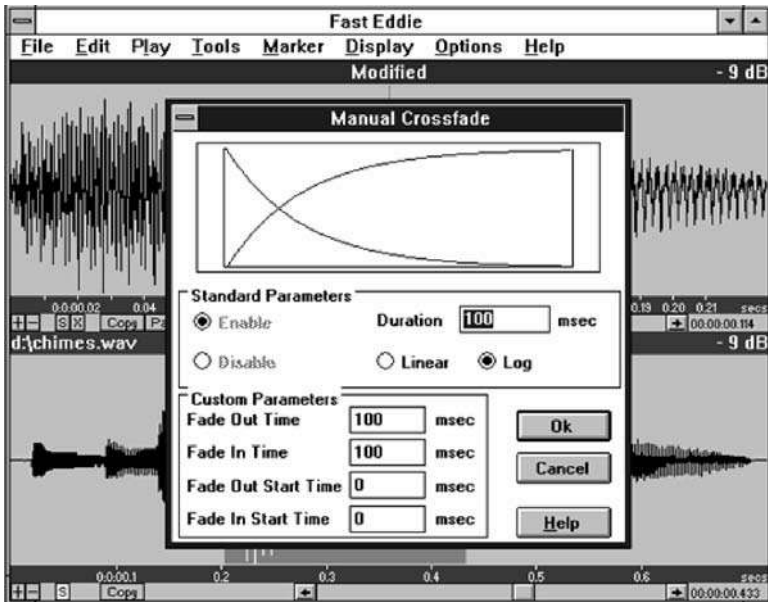 Fast Eddie
File Edit Play Tools Marker Display Options Help
Modified - 9 dB
Manual Crossfade
Standard Parameters
Enable Duration 100 msec
Disable Linear Log
Custom Parameters
Fade Out Time 100 msec
Fade In Time 100 msec
Fade Out Start Time 0 msec
Fade In Start Time 0 msec
Ok
Cancel
Help
0:0:00.02 0.04 0.19 0.20 0.21 secs
S X Copy Pa 00:00:00.114
d:\chimes.wav - 9 dB
0:0:00.1 0.2 0.3 0.4 0.5 0.6 secs
S Copy 00:00:00.433